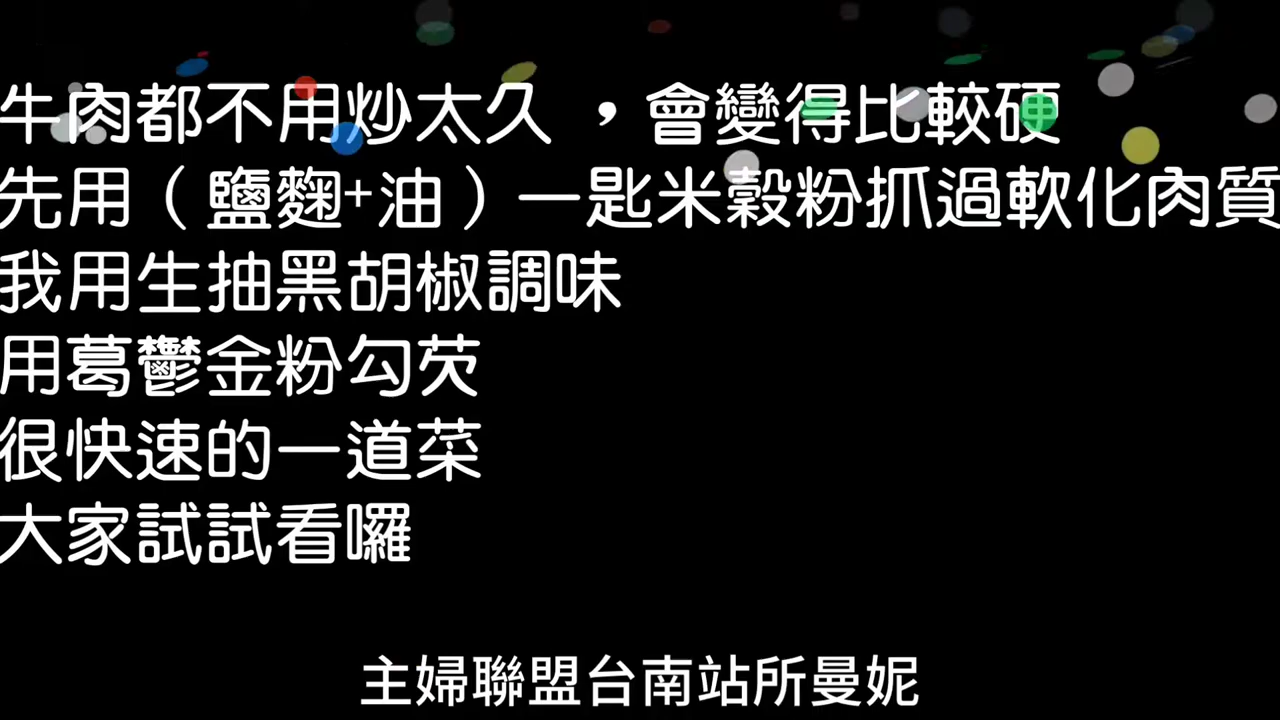 牛肉都不用炒太久 ，會變得比較硬
先用（鹽麴+油）一匙米穀粉抓過軟化肉質
我用生抽黑胡椒調味
用葛鬱金粉勾芡
很快速的一道菜
大家試試看囉
主婦聯盟台南站所曼妮